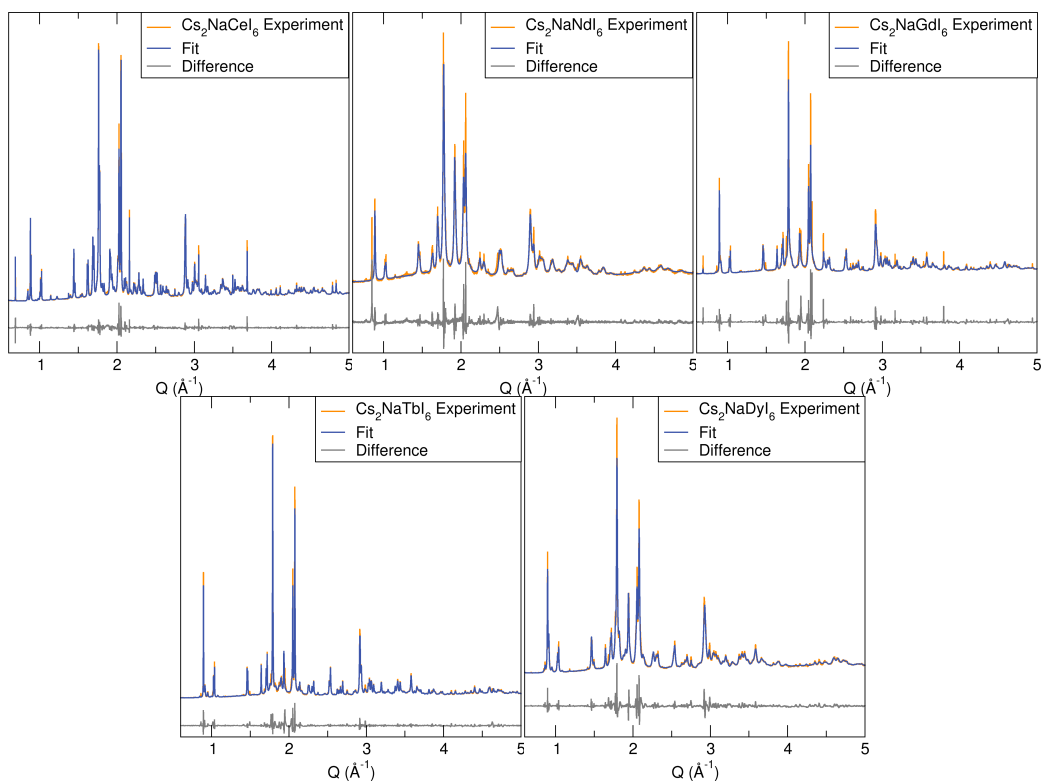 Cs₂NaCeI₆ Experiment
Fit
Difference
1 2 3 4 5
Q (Å⁻¹)
Cs₂NaNdI₆ Experiment
Fit
Difference
1 2 3 4 5
Q (Å⁻¹)
Cs₂NaGdI₆ Experiment
Fit
Difference
1 2 3 4 5
Q (Å⁻¹)
Cs₂NaTbI₆ Experiment
Fit
Difference
1 2 3 4 5
Q (Å⁻¹)
Cs₂NaDyI₆ Experiment
Fit
Difference
1 2 3 4 5
Q (Å⁻¹)